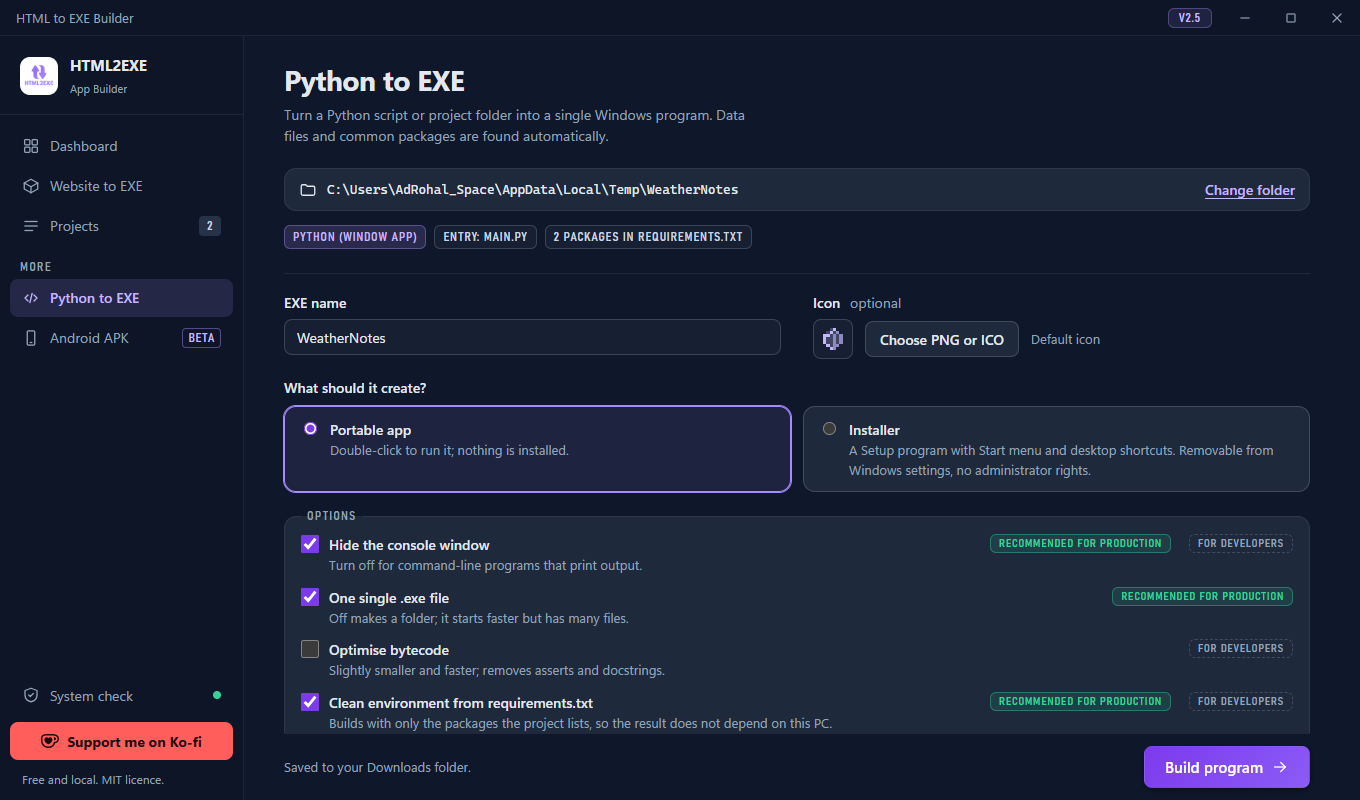 HTML to EXE Builder
V2.5
HTML2EXE
HTML2EXE
App Builder
Dashboard
Website to EXE
Projects
2
MORE
Python to EXE
Android APK
BETA
System check
Support me on Ko-fi
Free and local. MIT licence.
Python to EXE
Turn a Python script or project folder into a single Windows program. Data
files and common packages are found automatically.
C:\Users\AdRohal_Space\AppData\Local\Temp\WeatherNotes
Change folder
PYTHON (WINDOW APP)
ENTRY: MAIN.PY
2 PACKAGES IN REQUIREMENTS.TXT
EXE name
WeatherNotes
Icon optional
Choose PNG or ICO
Default icon
What should it create?
Portable app
Double-click to run it; nothing is installed.
Installer
A Setup program with Start menu and desktop shortcuts. Removable from
Windows settings, no administrator rights.
OPTIONS
Hide the console window
RECOMMENDED FOR PRODUCTION
FOR DEVELOPERS
Turn off for command-line programs that print output.
One single .exe file
RECOMMENDED FOR PRODUCTION
Off makes a folder; it starts faster but has many files.
Optimise bytecode
FOR DEVELOPERS
Slightly smaller and faster; removes asserts and docstrings.
Clean environment from requirements.txt
RECOMMENDED FOR PRODUCTION
FOR DEVELOPERS
Builds with only the packages the project lists, so the result does not depend on this PC.
Saved to your Downloads folder.
Build program